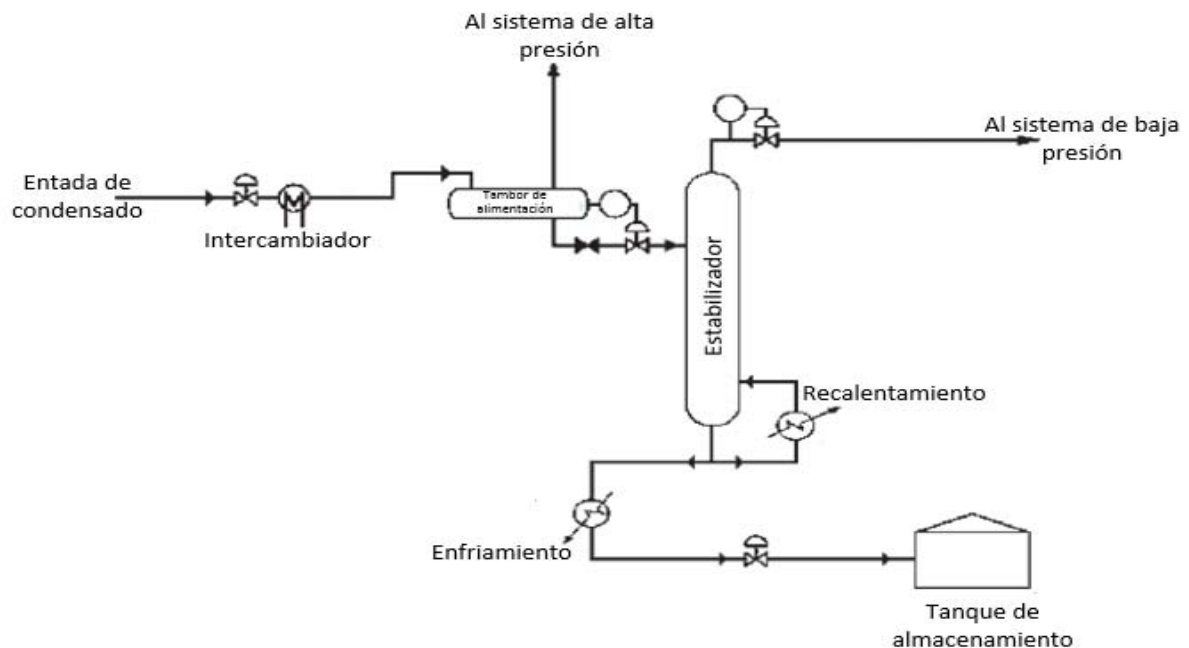 Al sistema de alta
presión
Al sistema de baja
presión
Entada de
condensado
Intercambiador
Tambor de
alimentación
Estabilizador
Recalentamiento
Enfriamiento
Tanque de
almacenamiento